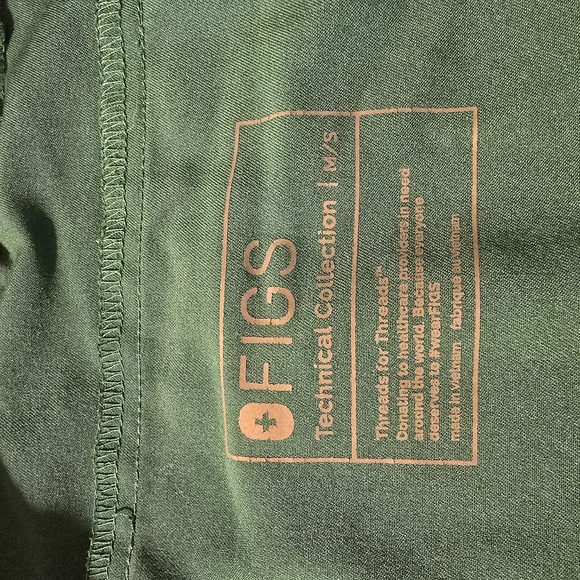 FIGS
Technical Collection | M/S
Threads for Threads™
Donating to healthcare providers in need
around the world. Because everyone
deserves to #wearFIGS
made in vietnam fabriqué au vietnam